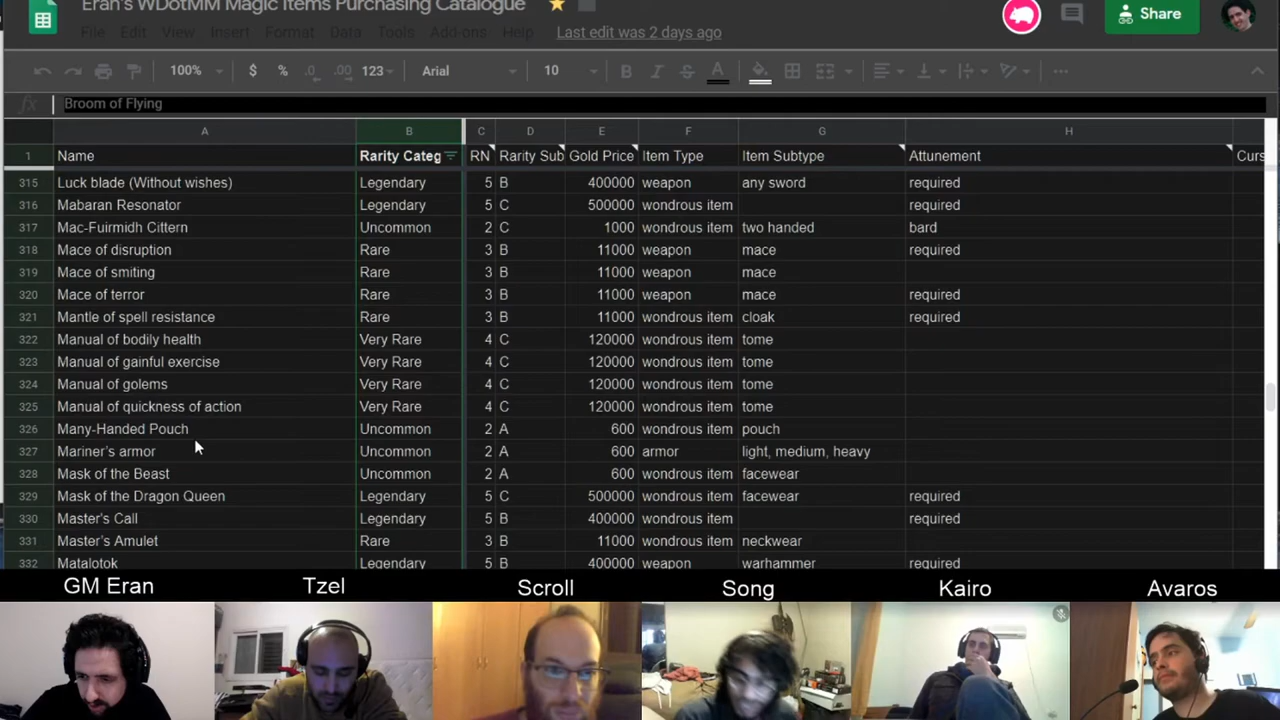 Eran's WDotMM Magic Items Purchasing Catalogue
File Edit View Insert Format Data Tools Add-ons Help Last edit was 2 days ago
Share
100% $ % .0 .00 123 Arial 10 B I S A
fx Broom of Flying
A B C D E F G H
1 Name Rarity Categ RN Rarity Sub Gold Price Item Type Item Subtype Attunement Curs
315 Luck blade (Without wishes) Legendary 5 B 400000 weapon any sword required
316 Mabaran Resonator Legendary 5 C 500000 wondrous item required
317 Mac-Fuirmidh Cittern Uncommon 2 C 1000 wondrous item two handed bard
318 Mace of disruption Rare 3 B 11000 weapon mace required
319 Mace of smiting Rare 3 B 11000 weapon mace
320 Mace of terror Rare 3 B 11000 weapon mace required
321 Mantle of spell resistance Rare 3 B 11000 wondrous item cloak required
322 Manual of bodily health Very Rare 4 C 120000 wondrous item tome
323 Manual of gainful exercise Very Rare 4 C 120000 wondrous item tome
324 Manual of golems Very Rare 4 C 120000 wondrous item tome
325 Manual of quickness of action Very Rare 4 C 120000 wondrous item tome
326 Many-Handed Pouch Uncommon 2 A 600 wondrous item pouch
327 Mariner's armor Uncommon 2 A 600 armor light, medium, heavy
328 Mask of the Beast Uncommon 2 A 600 wondrous item facewear
329 Mask of the Dragon Queen Legendary 5 C 500000 wondrous item facewear required
330 Master's Call Legendary 5 B 400000 wondrous item required
331 Master's Amulet Rare 3 B 11000 wondrous item neckwear
332 Matalotok Legendary 5 B 400000 weapon warhammer required
GM Eran Tzel Scroll Song Kairo Avaros